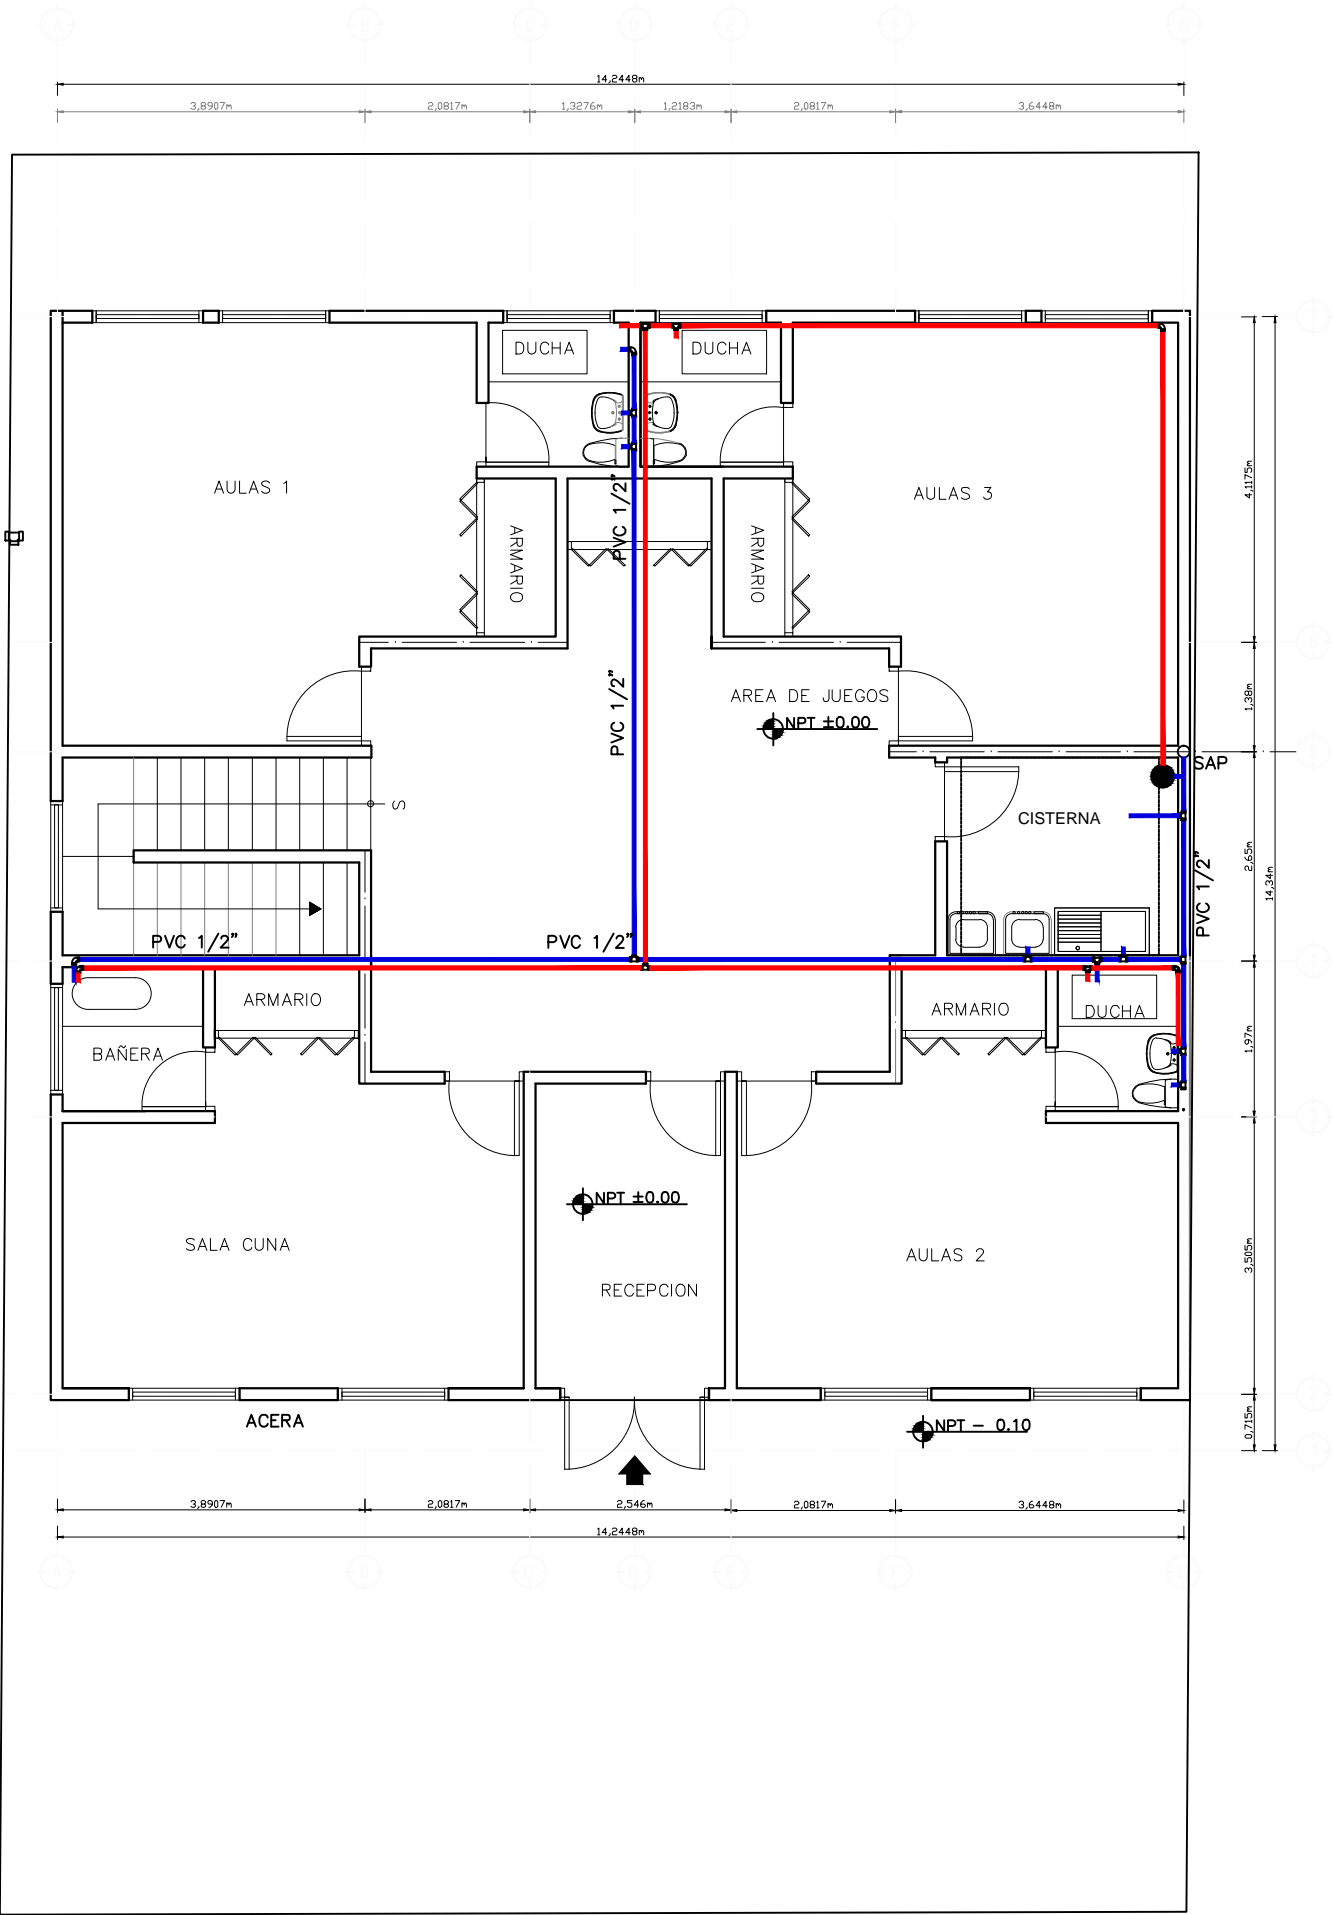 A B C D E F G
14,2448m
3,8907m 2,0817m 1,3276m 1,2183m 2,0817m 3,6448m
DUCHA DUCHA
AULAS 1
AULAS 3
4,1175m
PVC 1/2"
ARMARIO
ARMARIO
PVC 1/2"
AREA DE JUEGOS
NPT ±0.00
1,38m
SAP
S
CISTERNA
2,65m
14,34m
PVC 1/2"
PVC 1/2"
PVC 1/2"
ARMARIO
ARMARIO
DUCHA
BAÑERA
1,97m
NPT ±0.00
SALA CUNA
AULAS 2
RECEPCION
3,505m
ACERA
NPT - 0.10
0,715m
3,8907m 2,0817m 2,546m 2,0817m 3,6448m
14,2448m